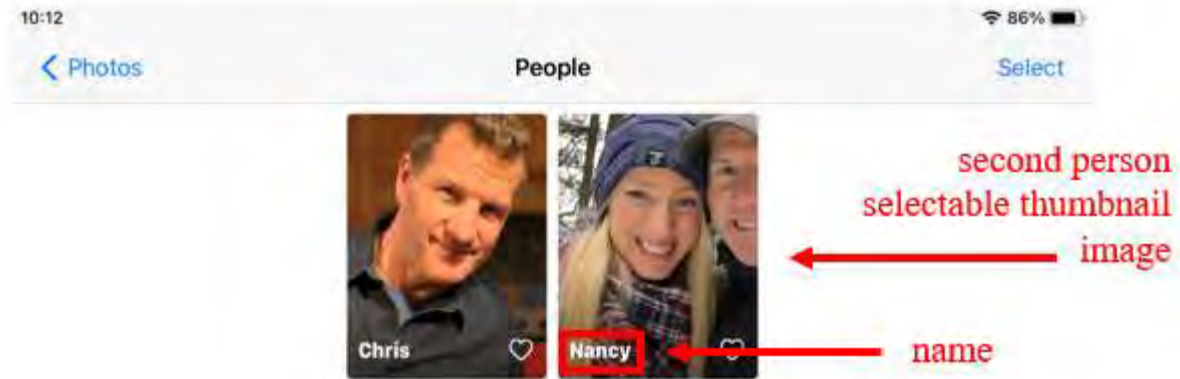 10:12
86%
Photos
People
Select
second person
selectable thumbnail
image
Chris
Nancy
name